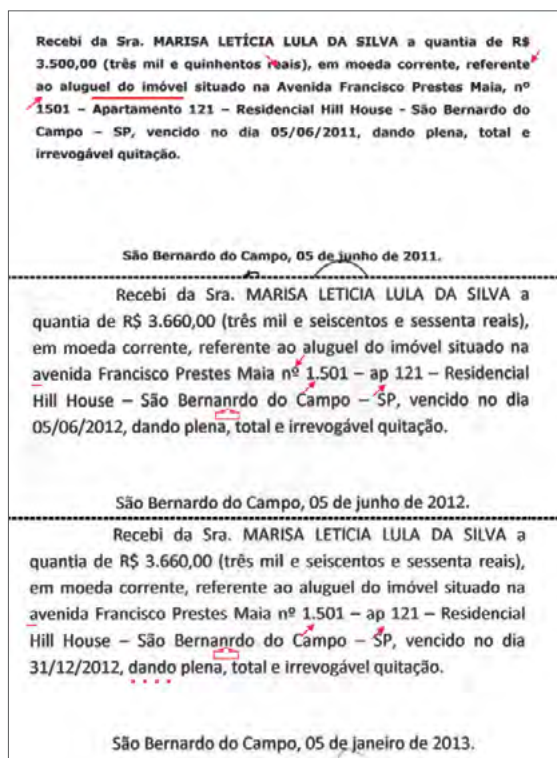 Recebi da Sra. MARISA LETÍCIA LULA DA SILVA a quantia de R$
3.500,00 (três mil e quinhentos reais), em moeda corrente, referente
ao aluguel do imóvel situado na Avenida Francisco Prestes Maia, nº
1501 – Apartamento 121 – Residencial Hill House - São Bernardo do
Campo – SP, vencido no dia 05/06/2011, dando plena, total e
irrevogável quitação.
São Bernardo do Campo, 05 de junho de 2011.
Recebi da Sra. MARISA LETICIA LULA DA SILVA a
quantia de R$ 3.660,00 (três mil e seiscentos e sessenta reais),
em moeda corrente, referente ao aluguel do imóvel situado na
avenida Francisco Prestes Maia nº 1.501 – ap 121 – Residencial
Hill House – São Bernanrdo do Campo – SP, vencido no dia
05/06/2012, dando plena, total e irrevogável quitação.
São Bernardo do Campo, 05 de junho de 2012.
Recebi da Sra. MARISA LETICIA LULA DA SILVA a
quantia de R$ 3.660,00 (três mil e seiscentos e sessenta reais),
em moeda corrente, referente ao aluguel do imóvel situado na
avenida Francisco Prestes Maia nº 1.501 – ap 121 – Residencial
Hill House – São Bernanrdo do Campo – SP, vencido no dia
31/12/2012, dando plena, total e irrevogável quitação.
São Bernardo do Campo, 05 de janeiro de 2013.